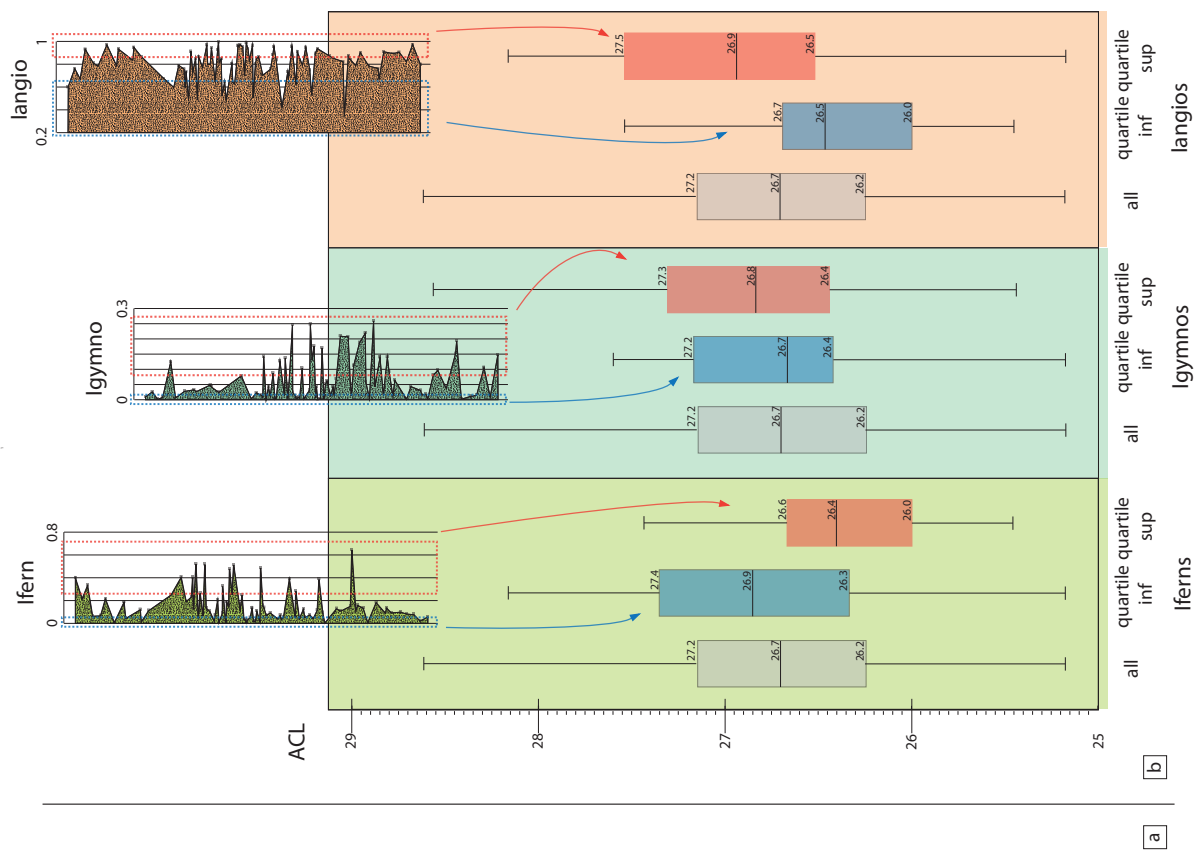 Ifern
0
0.8
Igymno
0
0.3
Iangio
0.2
1
ACL
29
28
27
26
25
27.2
26.7
26.2
27.4
26.9
26.3
26.6
26.4
26.0
27.2
26.7
26.2
27.2
26.7
26.4
27.3
26.8
26.4
27.2
26.7
26.2
26.7
26.5
26.0
27.5
26.9
26.5
all
quartile inf
quartile sup
all
quartile inf
quartile sup
all
quartile inf
quartile sup
Iferns
Igymnos
Iangios
a
b